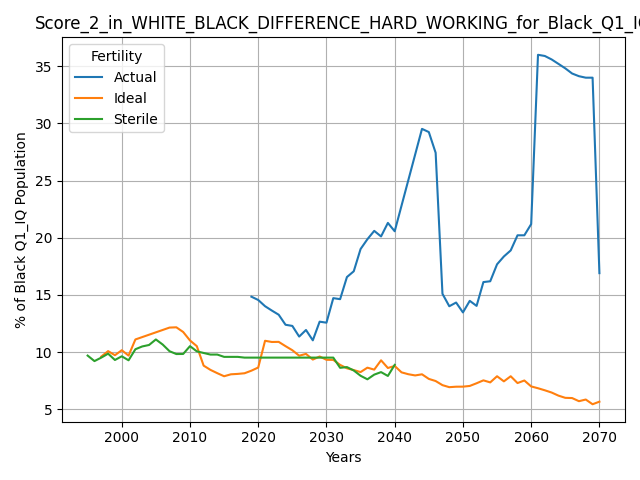 Score_2_in_WHITE_BLACK_DIFFERENCE_HARD_WORKING_for_Black_Q1_IQ
Fertility
Actual
Ideal
Sterile
% of Black Q1_IQ Population
35
30
25
20
15
10
5
2000 2010 2020 2030 2040 2050 2060 2070
Years